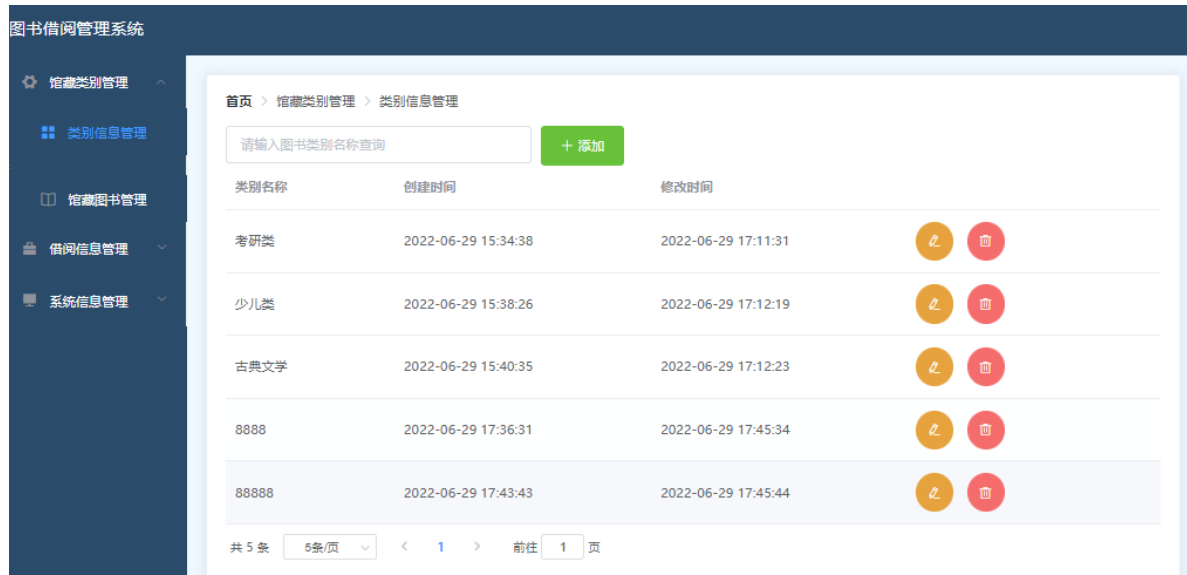 图书借阅管理系统
馆藏类别管理
类别信息管理
馆藏图书管理
借阅信息管理
系统信息管理
首页 > 馆藏类别管理 > 类别信息管理
请输入图书类别名称查询 + 添加
类别名称 创建时间 修改时间
考研类 2022-06-29 15:34:38 2022-06-29 17:11:31
少儿类 2022-06-29 15:38:26 2022-06-29 17:12:19
古典文学 2022-06-29 15:40:35 2022-06-29 17:12:23
8888 2022-06-29 17:36:31 2022-06-29 17:45:34
88888 2022-06-29 17:43:43 2022-06-29 17:45:44
共 5 条 5条/页 < 1 > 前往 1 页